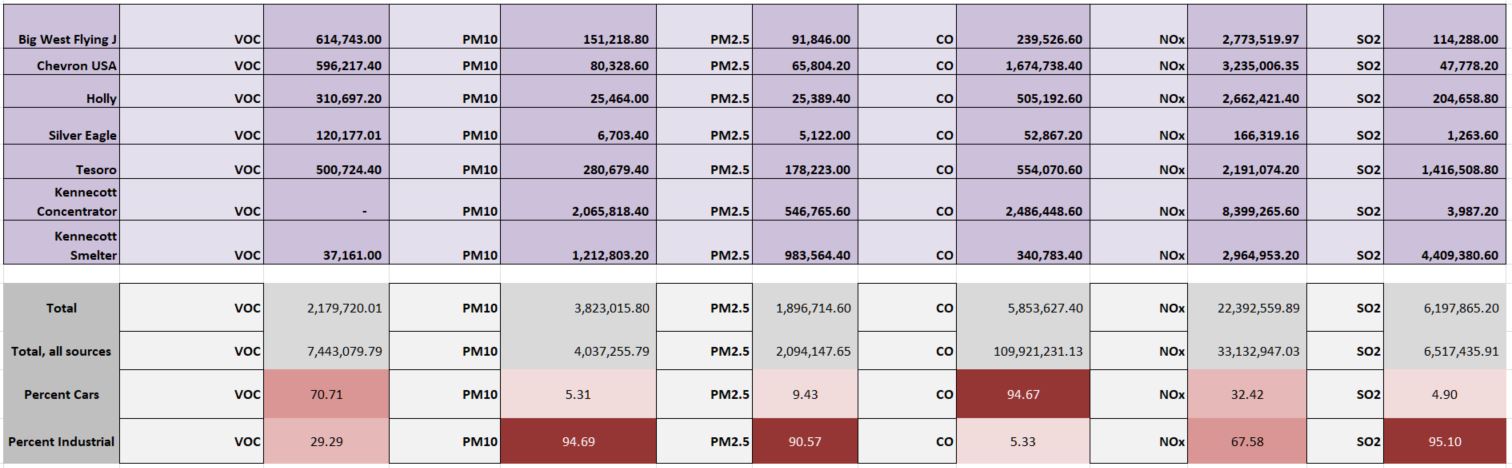 Big West Flying J VOC 614,743.00 PM10 151,218.80 PM2.5 91,846.00 CO 239,526.60 NOx 2,773,519.97 SO2 114,288.00
Chevron USA VOC 596,217.40 PM10 80,328.60 PM2.5 65,804.20 CO 1,674,738.40 NOx 3,235,006.35 SO2 47,778.20
Holly VOC 310,697.20 PM10 25,464.00 PM2.5 25,389.40 CO 505,192.60 NOx 2,662,421.40 SO2 204,658.80
Silver Eagle VOC 120,177.01 PM10 6,703.40 PM2.5 5,122.00 CO 52,867.20 NOx 166,319.16 SO2 1,263.60
Tesoro VOC 500,724.40 PM10 280,679.40 PM2.5 178,223.00 CO 554,070.60 NOx 2,191,074.20 SO2 1,416,508.80
Kennecott
Concentrator VOC - PM10 2,065,818.40 PM2.5 546,765.60 CO 2,486,448.60 NOx 8,399,265.60 SO2 3,987.20
Kennecott
Smelter VOC 37,161.00 PM10 1,212,803.20 PM2.5 983,564.40 CO 340,783.40 NOx 2,964,953.20 SO2 4,409,380.60
Total VOC 2,179,720.01 PM10 3,823,015.80 PM2.5 1,896,714.60 CO 5,853,627.40 NOx 22,392,559.89 SO2 6,197,865.20
Total, all sources VOC 7,443,079.79 PM10 4,037,255.79 PM2.5 2,094,147.65 CO 109,921,231.13 NOx 33,132,947.03 SO2 6,517,435.91
Percent Cars VOC 70.71 PM10 5.31 PM2.5 9.43 CO 94.67 NOx 32.42 SO2 4.90
Percent Industrial VOC 29.29 PM10 94.69 PM2.5 90.57 CO 5.33 NOx 67.58 SO2 95.10